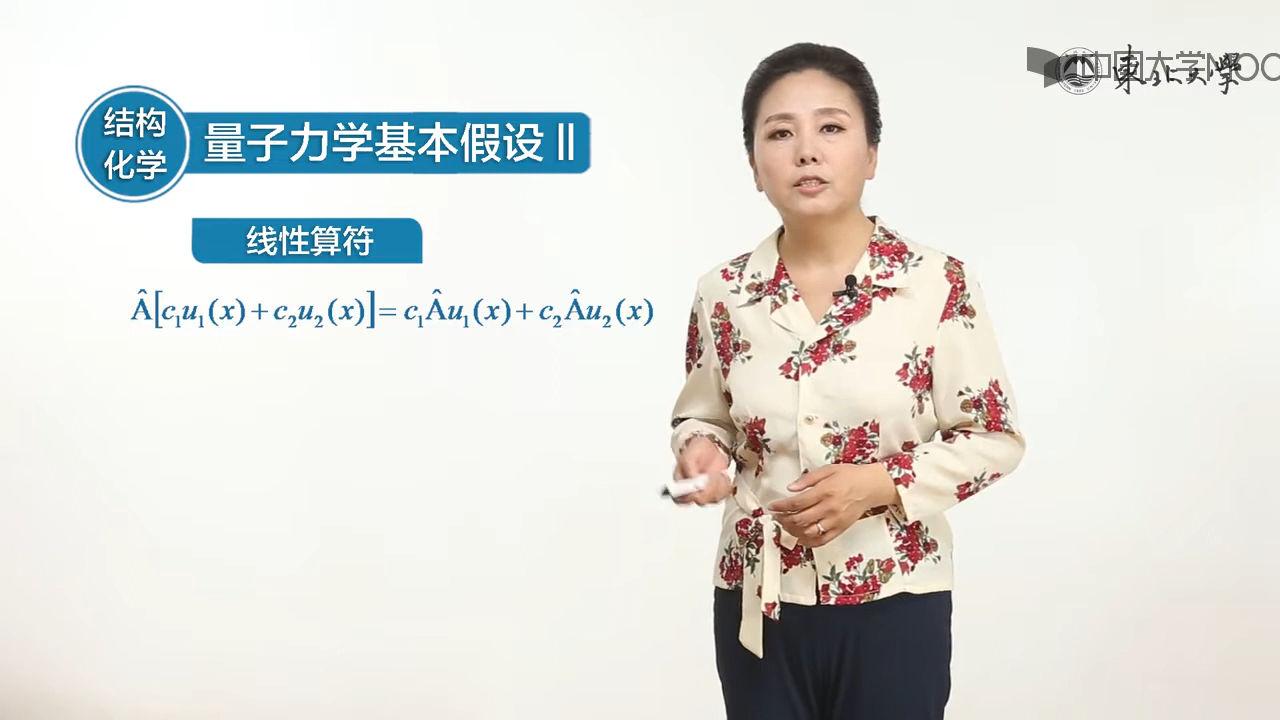 结构
化学
量子力学基本假设 II
线性算符
Â[c₁u₁(x)+c₂u₂(x)]=c₁Âu₁(x)+c₂Âu₂(x)
中国大学MOOC
東北大學